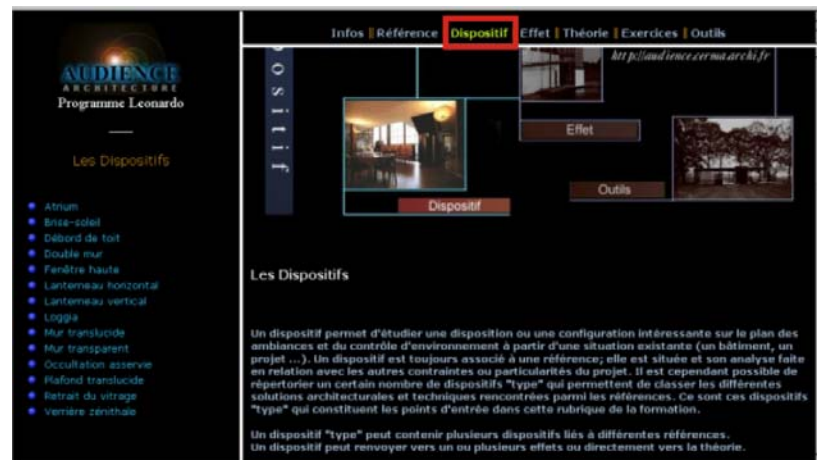 AUDIENCE
ARCHITECTURE
Programme Leonardo
Les Dispositifs
Atrium
Brise-soleil
Débord de toit
Double mur
Fenêtre haute
Lanterneau horizontal
Lanterneau vertical
Loggia
Mur translucide
Mur transparent
Occultation asservie
Plafond translucide
Retrait du vitrage
Verrière zénithale
Infos | Référence | Dispositif | Effet | Théorie | Exercices | Outils
positif
http://audience.cerma.archi.fr
Effet
Outils
Dispositif
Les Dispositifs
Un dispositif permet d'étudier une disposition ou une configuration intéressante sur le plan des
ambiances et du contrôle d'environnement à partir d'une situation existante (un bâtiment, un
projet ...). Un dispositif est toujours associé à une référence; elle est située et son analyse faite
en relation avec les autres contraintes ou particularités du projet. Il est cependant possible de
répertorier un certain nombre de dispositifs "type" qui permettent de classer les différentes
solutions architecturales et techniques rencontrées parmi les références. Ce sont ces dispositifs
"type" qui constituent les points d'entrée dans cette rubrique de la formation.
Un dispositif "type" peut contenir plusieurs dispositifs liés à différentes références.
Un dispositif peut renvoyer vers un ou plusieurs effets ou directement vers la théorie.